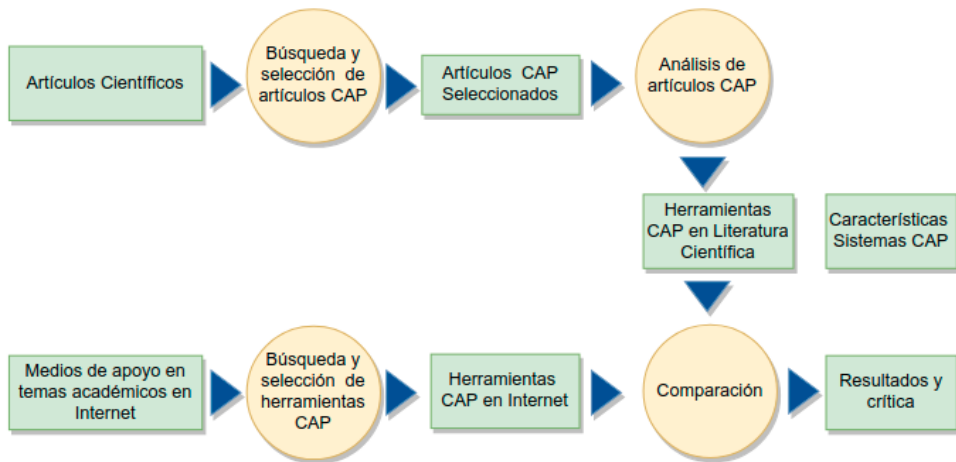 Artículos Científicos
Búsqueda y
selección de
artículos CAP
Artículos CAP
Seleccionados
Análisis de
artículos CAP
Herramientas
CAP en Literatura
Científica
Características
Sistemas CAP
Medios de apoyo en
temas académicos en
Internet
Búsqueda y
selección de
herramientas
CAP
Herramientas
CAP en Internet
Comparación
Resultados y
crítica